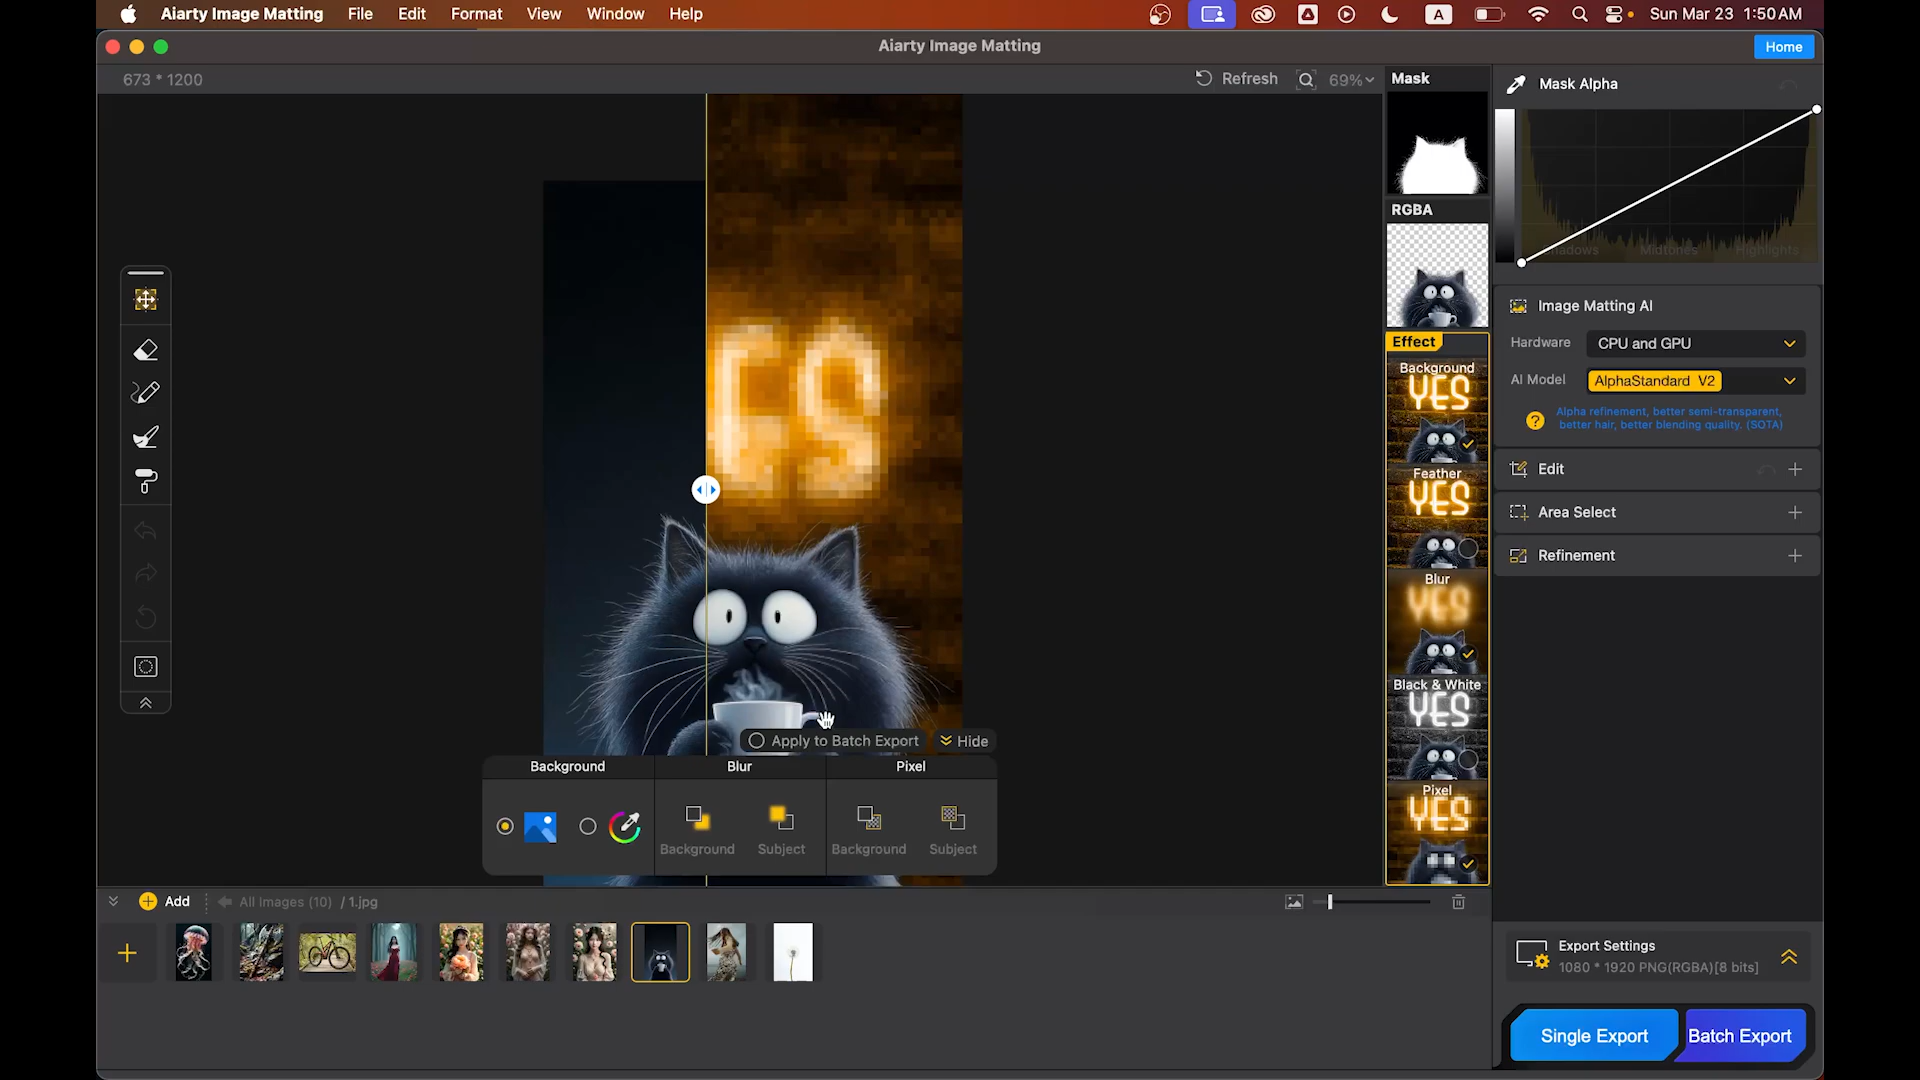 Aiarty Image Matting File Edit Format View Window Help
A Sun Mar 23 1:50 AM
Aiarty Image Matting
Home
673 * 1200
Refresh
69%
Mask
RGBA
Effect
Background
YES
Feather
YES
Blur
YES
Black & White
YES
Pixel
YES
ES
Mask Alpha
Shadows Midtones Highlights
Image Matting AI
Hardware CPU and GPU
AI Model AlphaStandard V2
? Alpha refinement, better semi-transparent,
better hair, better blending quality. (SOTA)
Edit
Area Select
Refinement
Apply to Batch Export
Hide
Background Blur Pixel
Background Subject Background Subject
Add
All Images (10) / 1.jpg
Export Settings
1080 * 1920 PNG(RGBA)[8 bits]
Single Export
Batch Export